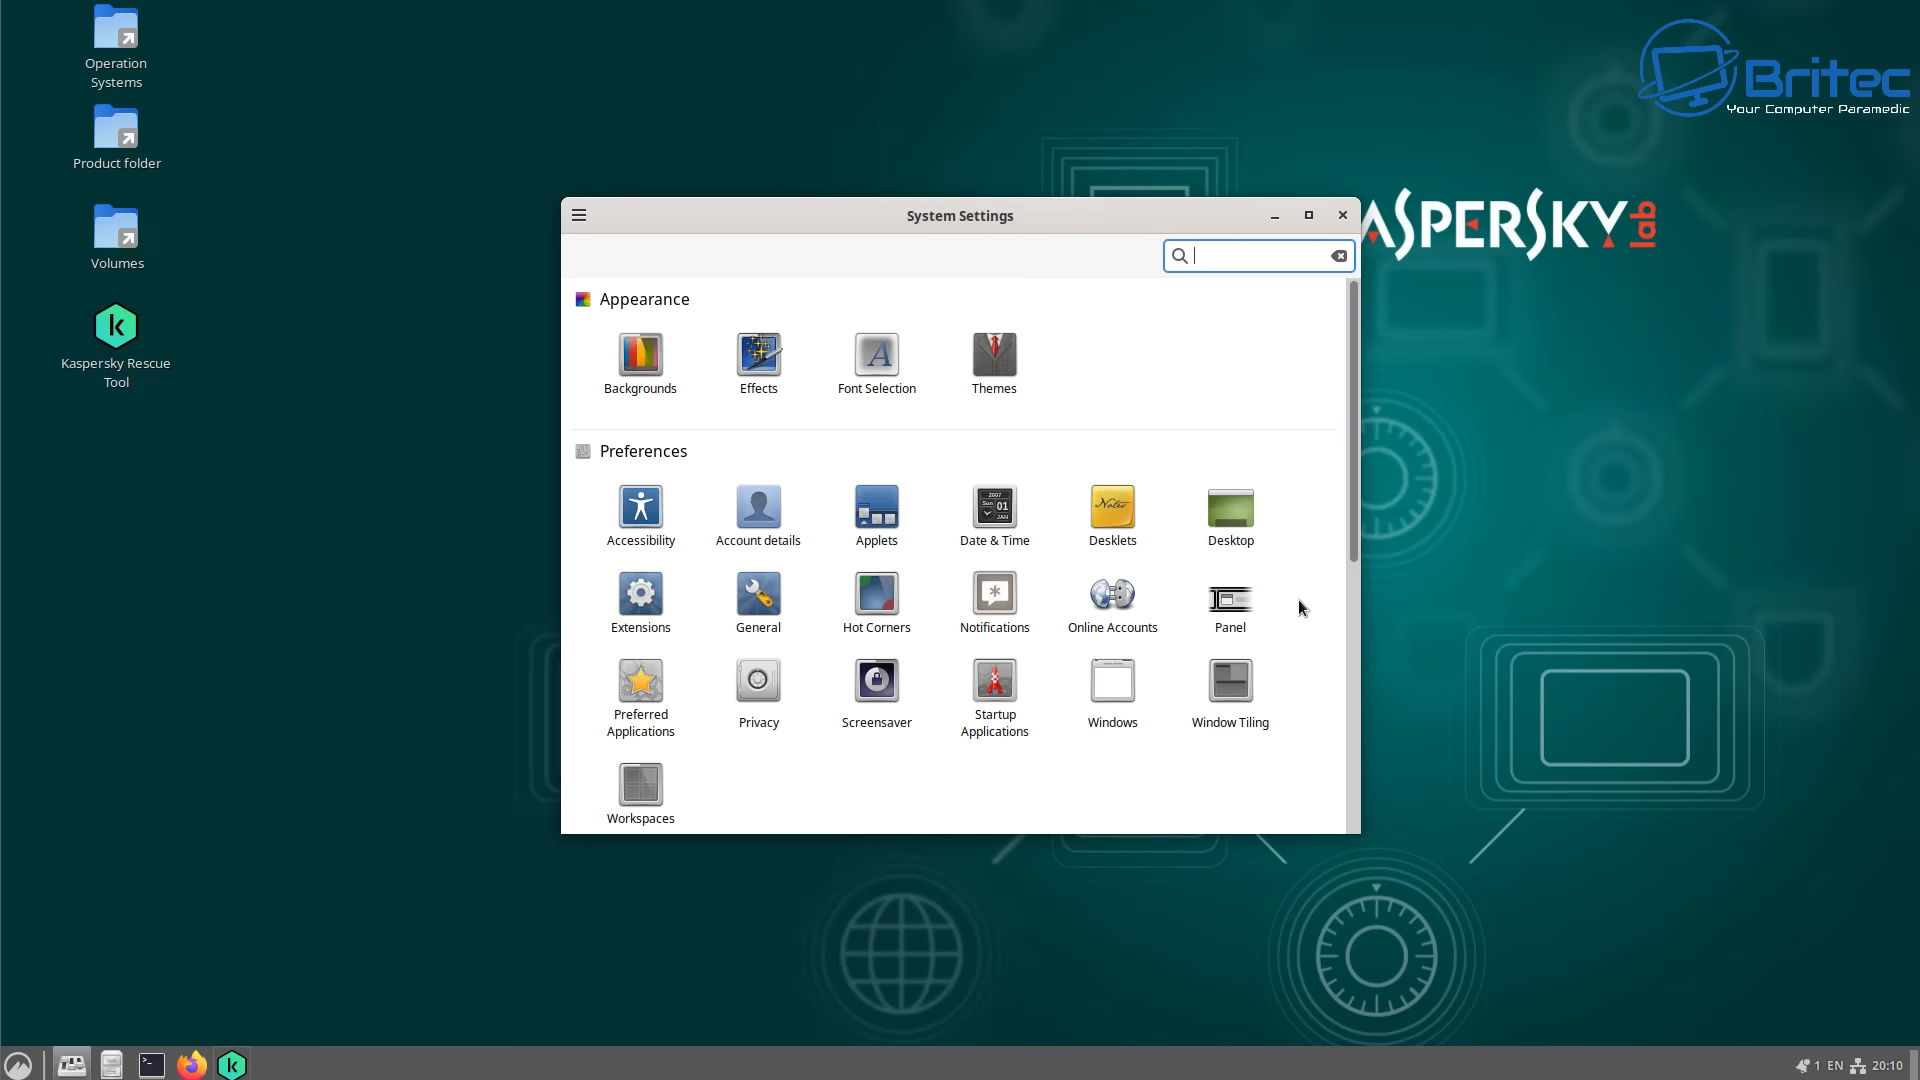 Operation
Systems
Product folder
Volumes
Kaspersky Rescue
Tool
Britec
Your Computer Paramedic
ASPERSKY lab
System Settings
Appearance
Backgrounds
Effects
Font Selection
Themes
Preferences
Accessibility
Account details
Applets
Date & Time
Desklets
Desktop
Extensions
General
Hot Corners
Notifications
Online Accounts
Panel
Preferred
Applications
Privacy
Screensaver
Startup
Applications
Windows
Window Tiling
Workspaces
1 EN 20:10